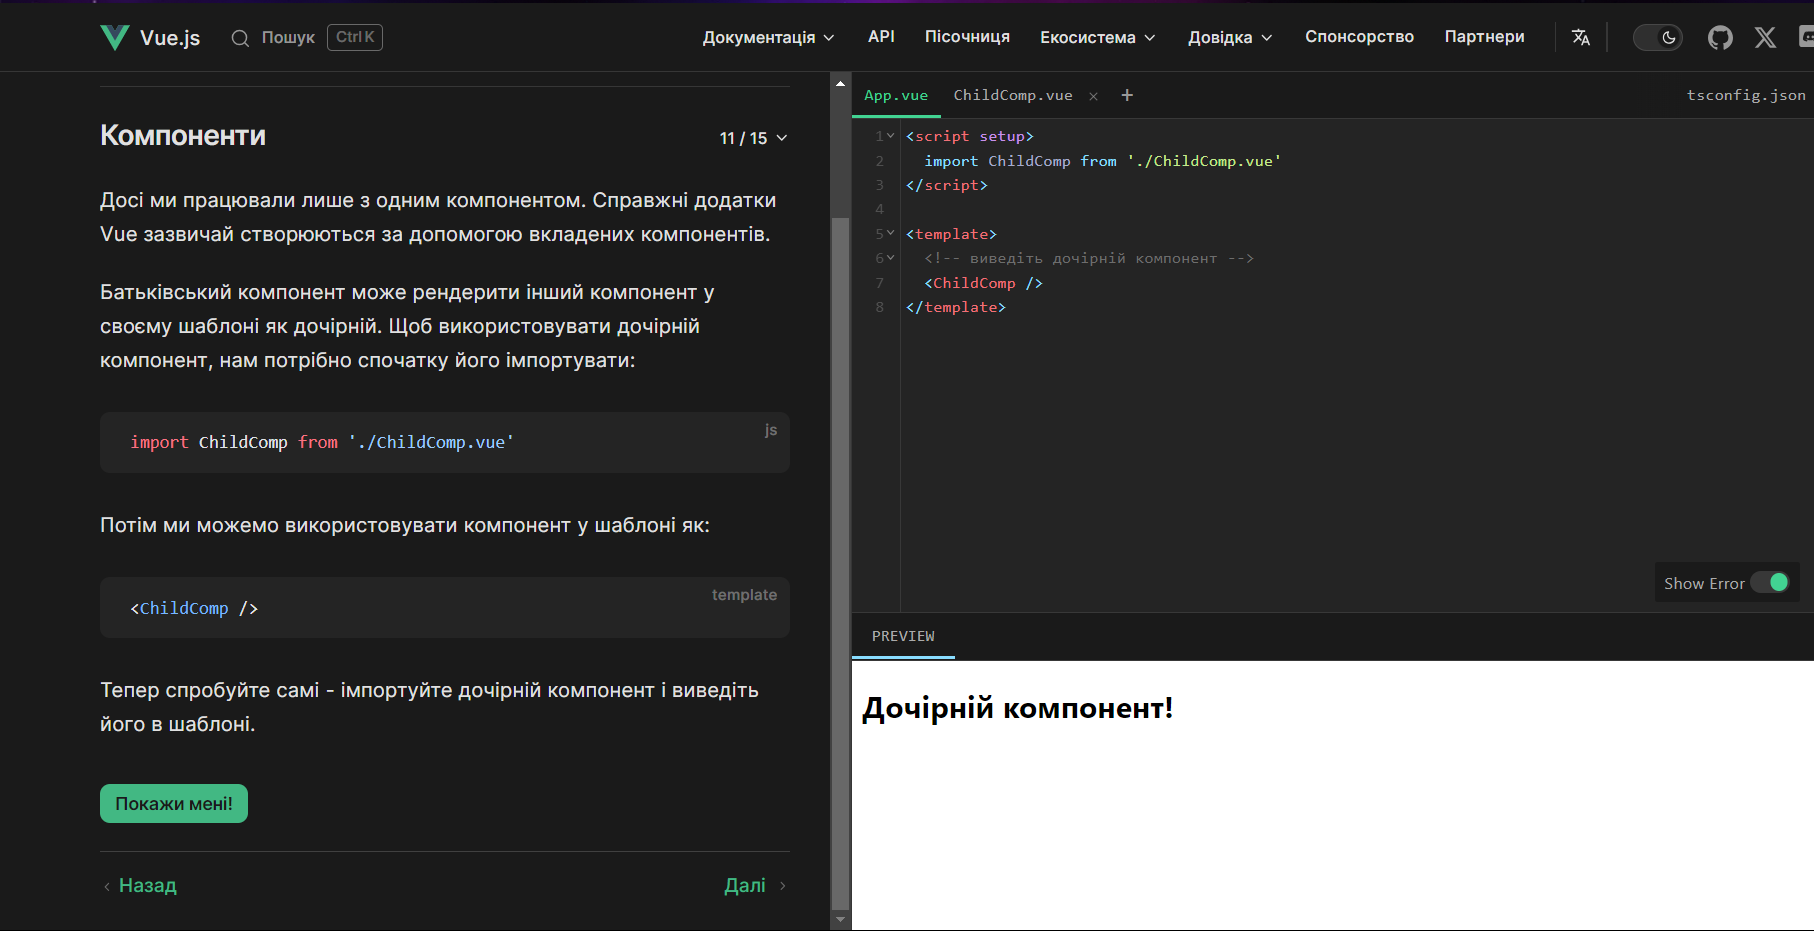 Vue.js Пошук Ctrl K Документація API Пісочниця Екосистема Довідка Спонсорство Партнери
Компоненти 11 / 15
Досі ми працювали лише з одним компонентом. Справжні додатки
Vue зазвичай створюються за допомогою вкладених компонентів.
Батьківський компонент може рендерити інший компонент у
своєму шаблоні як дочірній. Щоб використовувати дочірній
компонент, нам потрібно спочатку його імпортувати:
js
import ChildComp from './ChildComp.vue'
Потім ми можемо використовувати компонент у шаблоні як:
template
<ChildComp />
Тепер спробуйте самі - імпортуйте дочірній компонент і виведіть
його в шаблоні.
Покажи мені!
‹ Назад Далі ›
App.vue ChildComp.vue × + tsconfig.json
1 <script setup>
2 import ChildComp from './ChildComp.vue'
3 </script>
4
5 <template>
6 <!-- виведіть дочірній компонент -->
7 <ChildComp />
8 </template>
Show Error
PREVIEW
Дочірній компонент!